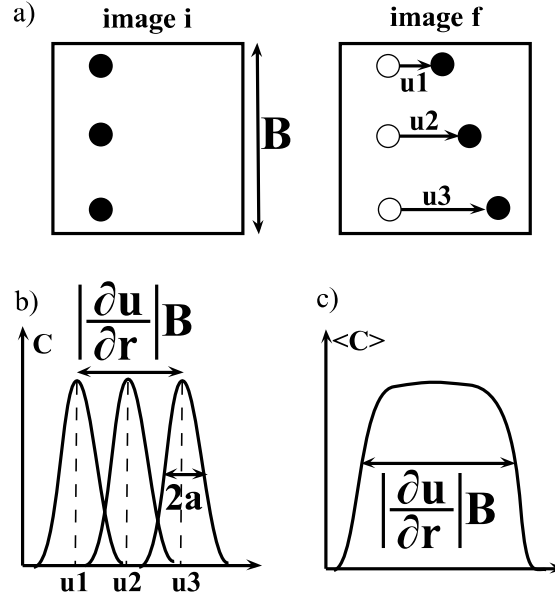 a)
image i
image f
B
u1
u2
u3
b)
C
|∂u/∂r|B
2a
u1 u2 u3
c)
<C>
|∂u/∂r|B